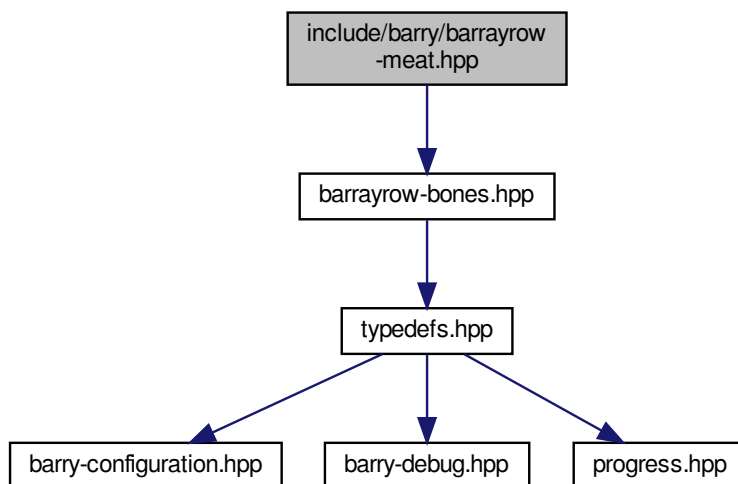 include/barry/barrayrow
-meat.hpp
barrayrow-bones.hpp
typedefs.hpp
barry-configuration.hpp
barry-debug.hpp
progress.hpp